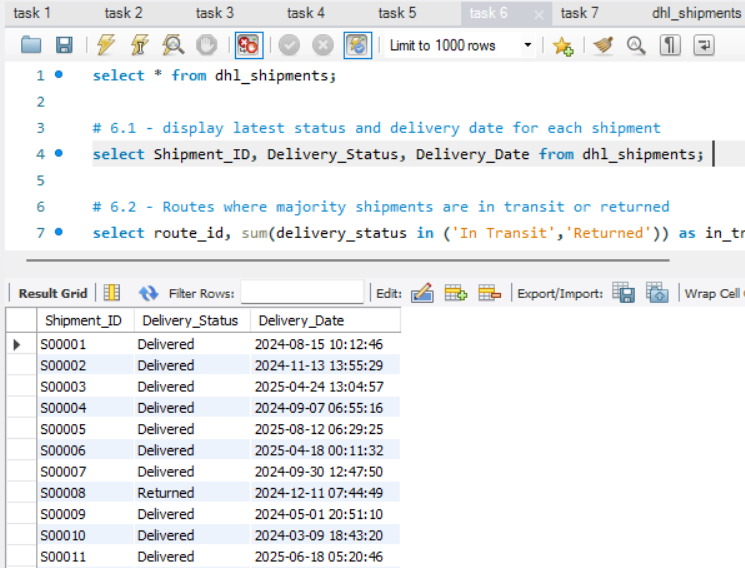 task 1 task 2 task 3 task 4 task 5 task 6 task 7 dhl_shipments
Limit to 1000 rows
1 select * from dhl_shipments;
2
3 # 6.1 - display latest status and delivery date for each shipment
4 select Shipment_ID, Delivery_Status, Delivery_Date from dhl_shipments;
5
6 # 6.2 - Routes where majority shipments are in transit or returned
7 select route_id, sum(delivery_status in ('In Transit','Returned')) as in_tr
Result Grid Filter Rows: Edit: Export/Import: Wrap Cell
Shipment_ID Delivery_Status Delivery_Date
S00001 Delivered 2024-08-15 10:12:46
S00002 Delivered 2024-11-13 13:55:29
S00003 Delivered 2025-04-24 13:04:57
S00004 Delivered 2024-09-07 06:55:16
S00005 Delivered 2025-08-12 06:29:25
S00006 Delivered 2025-04-18 00:11:32
S00007 Delivered 2024-09-30 12:47:50
S00008 Returned 2024-12-11 07:44:49
S00009 Delivered 2024-05-01 20:51:10
S00010 Delivered 2024-03-09 18:43:20
S00011 Delivered 2025-06-18 05:20:46